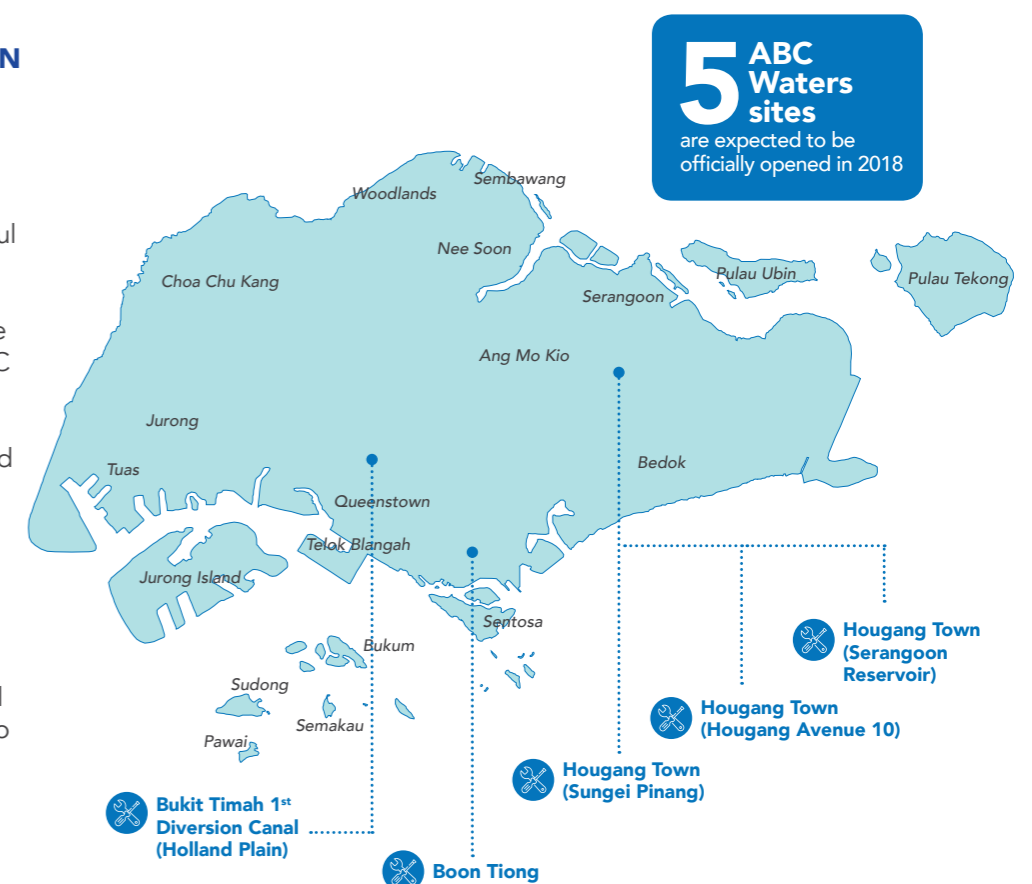 N
ul
e
C
d
l
o
5 ABC
Waters
sites
are expected to be
officially opened in 2018
Sembawang
Woodlands
Nee Soon
Choa Chu Kang
Pulau Ubin
Pulau Tekong
Serangoon
Ang Mo Kio
Jurong
Tuas
Bedok
Queenstown
Telok Blangah
Jurong Island
Sentosa
Bukum
Sudong
Semakau
Pawai
Hougang Town
(Serangoon
Reservoir)
Hougang Town
(Hougang Avenue 10)
Hougang Town
(Sungei Pinang)
Bukit Timah 1st
Diversion Canal
(Holland Plain)
Boon Tiong